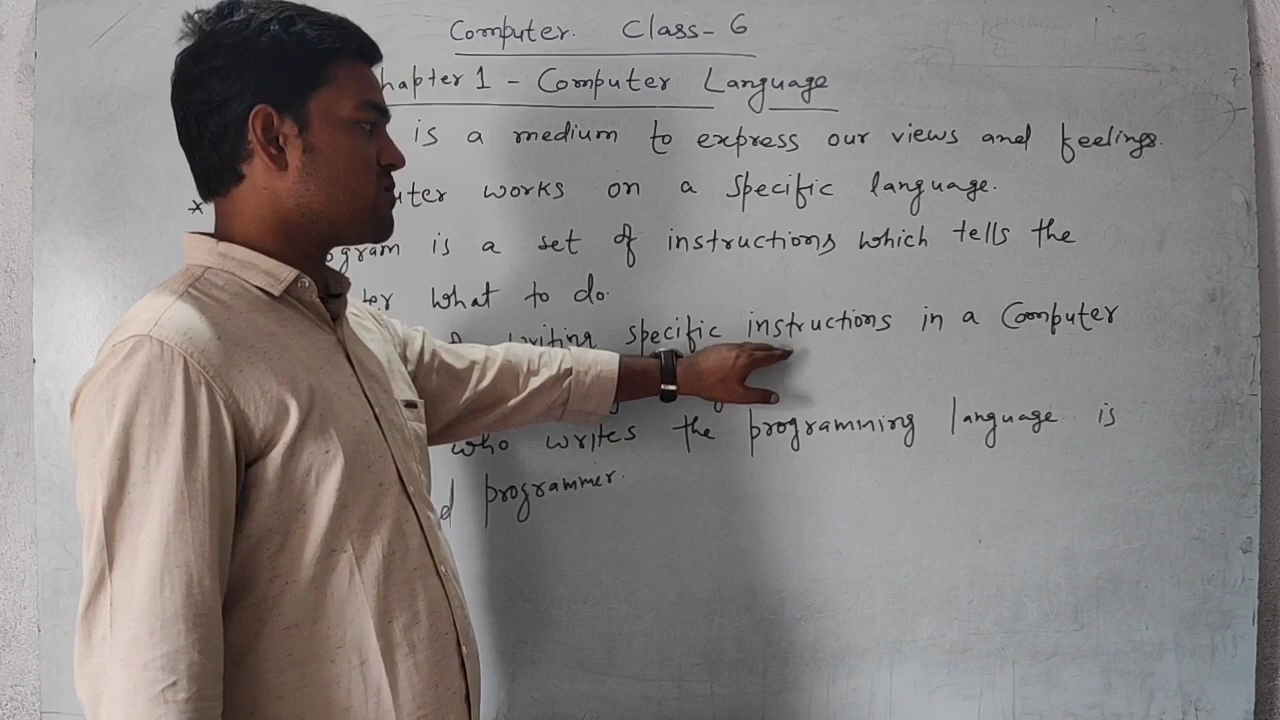 Computer. Class-6
hapter 1 - Computer Language
is a medium to express our views and feelings.
* uter works on a specific language.
ogram is a set of instructions which tells the
ter what to do.
writing specific instructions in a Computer
who writes the programming language is
d programmer.